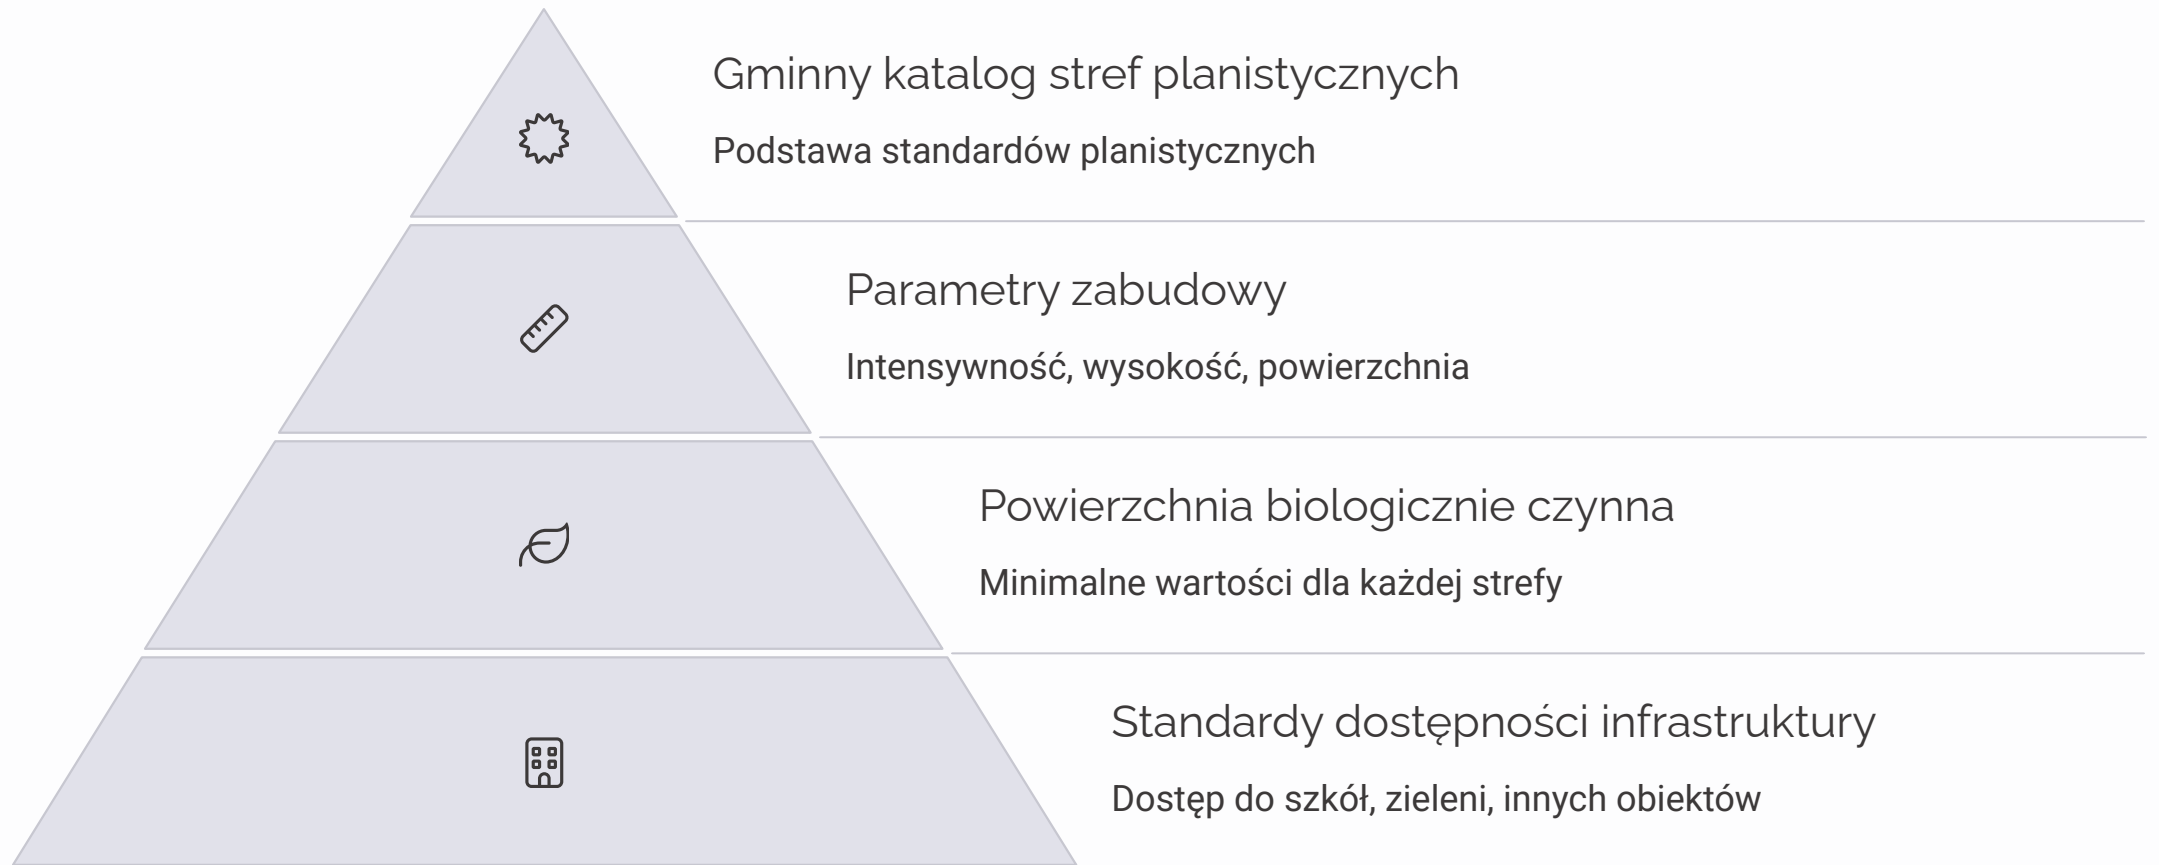 Gminny katalog stref planistycznych
Podstawa standardów planistycznych
Parametry zabudowy
Intensywność, wysokość, powierzchnia
Powierzchnia biologicznie czynna
Minimalne wartości dla każdej strefy
Standardy dostępności infrastruktury
Dostęp do szkół, zieleni, innych obiektów